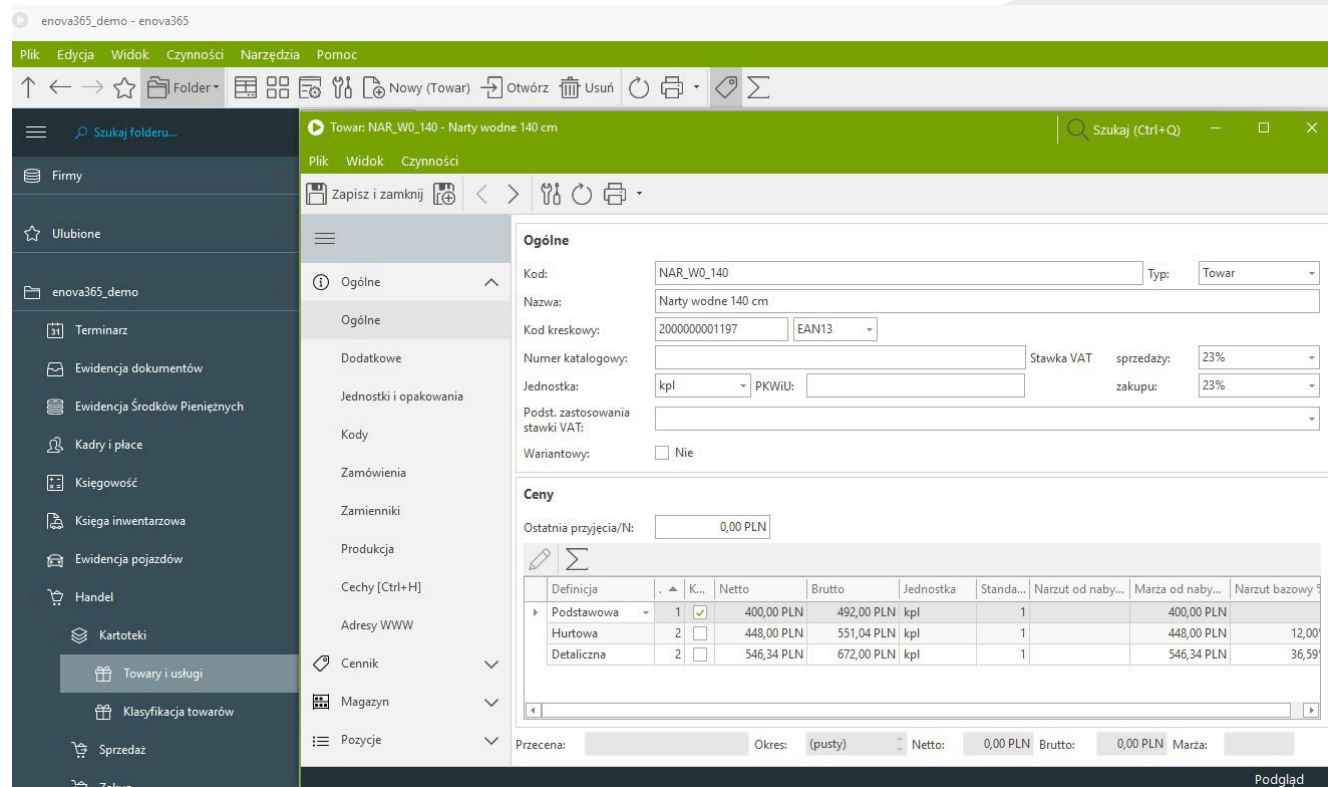 enova365_demo - enova365
Plik Edycja Widok Czynności Narzędzia Pomoc
Folder Nowy (Towar) Otwórz Usuń
Szukaj folderu...
Firmy
Ulubione
enova365_demo
Terminarz
Ewidencja dokumentów
Ewidencja Środków Pieniężnych
Kadry i płace
Księgowość
Księga inwentarzowa
Ewidencja pojazdów
Handel
Kartoteki
Towary i usługi
Klasyfikacja towarów
Sprzedaż
Towar: NAR_W0_140 - Narty wodne 140 cm Szukaj (Ctrl+Q)
Plik Widok Czynności
Zapisz i zamknij
Ogólne
Ogólne
Dodatkowe
Jednostki i opakowania
Kody
Zamówienia
Zamienniki
Produkcja
Cechy [Ctrl+H]
Adresy WWW
Cennik
Magazyn
Pozycje
Ogólne
Kod: NAR_W0_140 Typ: Towar
Nazwa: Narty wodne 140 cm
Kod kreskowy: 2000000001197 EAN13
Numer katalogowy: Stawka VAT sprzedaży: 23%
Jednostka: kpl PKWiU: zakupu: 23%
Podst. zastosowania
stawki VAT:
Wariantowy: Nie
Ceny
Ostatnia przyjęcia/N: 0,00 PLN
Definicja . K... Netto Brutto Jednostka Standa... Narzut od naby... Marża od naby... Narzut bazowy %
Podstawowa 1 400,00 PLN 492,00 PLN kpl 1 400,00 PLN
Hurtowa 2 448,00 PLN 551,04 PLN kpl 1 448,00 PLN 12,00%
Detaliczna 2 546,34 PLN 672,00 PLN kpl 1 546,34 PLN 36,59%
Przecena: Okres: (pusty) Netto: 0,00 PLN Brutto: 0,00 PLN Marża:
Podgląd